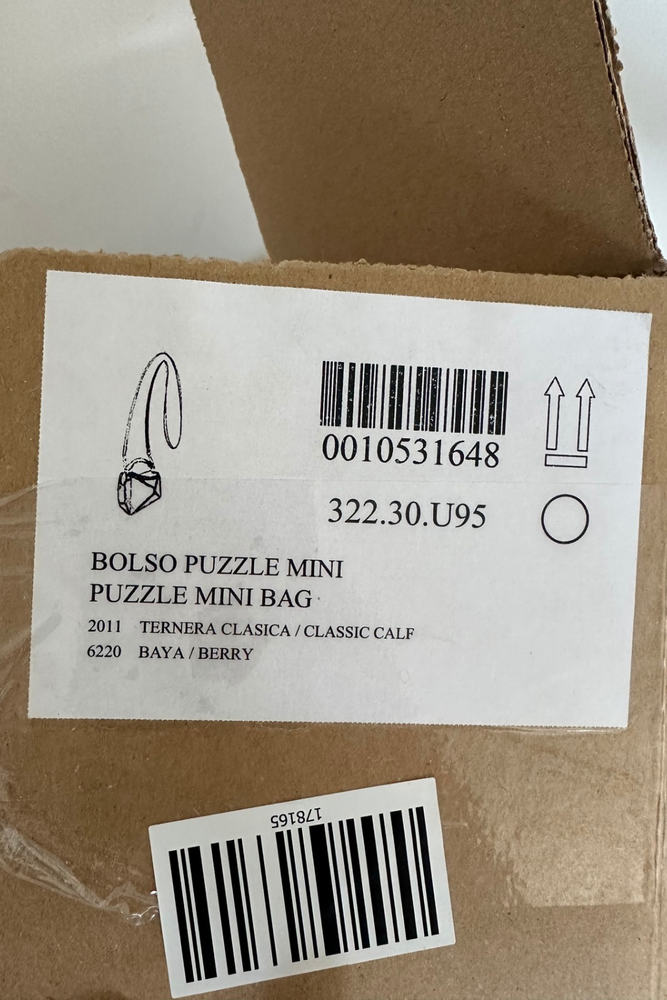 0010531648
322.30.U95
BOLSO PUZZLE MINI
PUZZLE MINI BAG
2011 TERNERA CLASICA / CLASSIC CALF
6220 BAYA / BERRY
178165